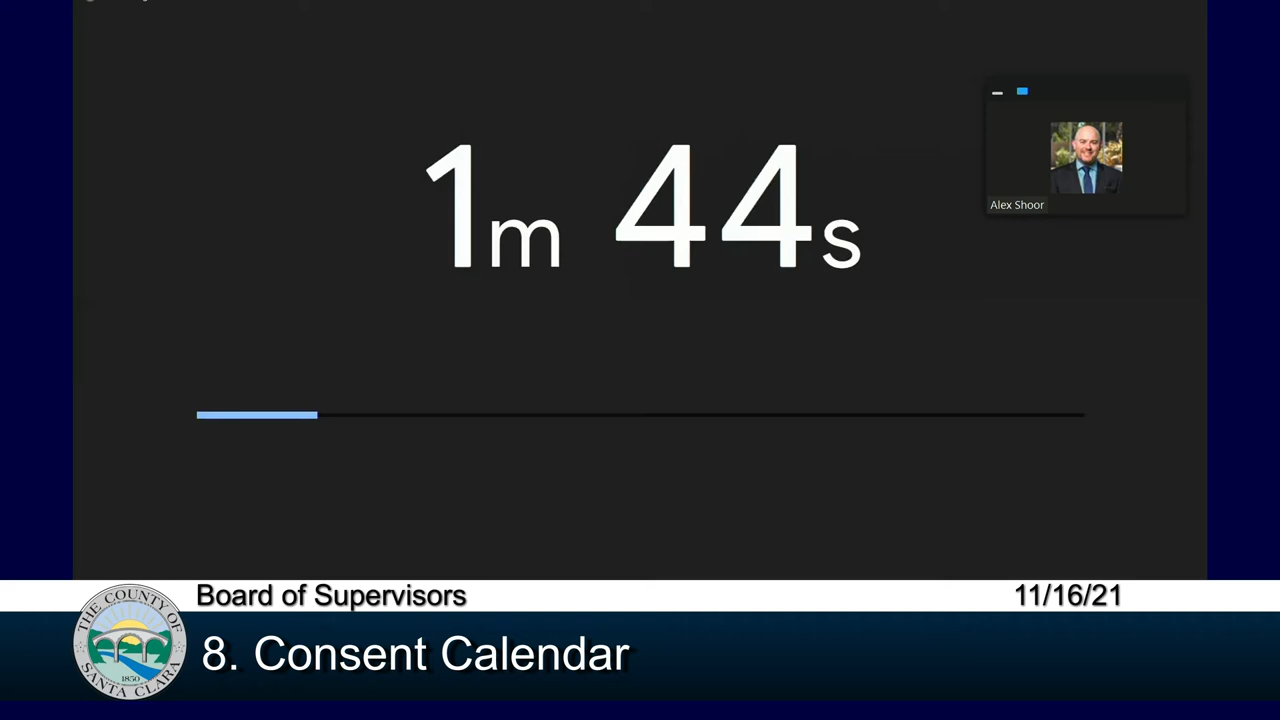 1m 44s
Alex Shoor
Board of Supervisors
11/16/21
THE COUNTY OF
SANTA CLARA
1850
8. Consent Calendar